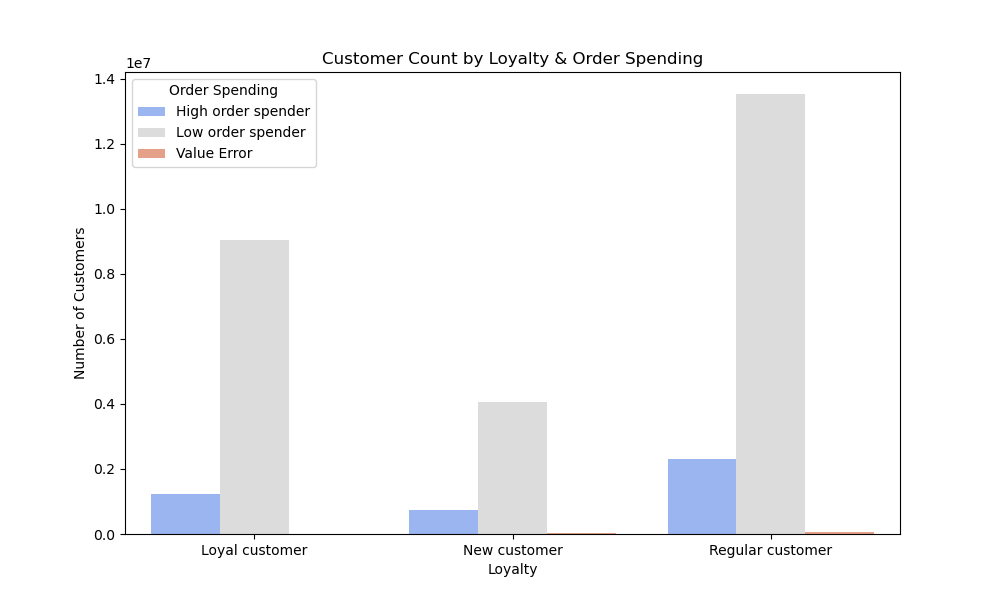 Customer Count by Loyalty & Order Spending
1e7
1.4
1.2
1.0
0.8
0.6
0.4
0.2
0.0
Number of Customers
Order Spending
High order spender
Low order spender
Value Error
Loyal customer
New customer
Regular customer
Loyalty